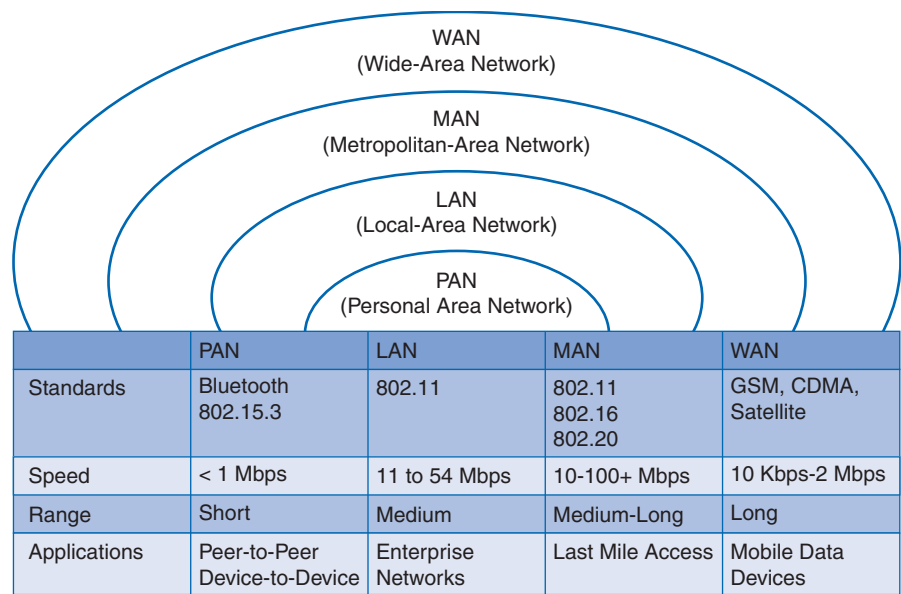 WAN
(Wide-Area Network)
MAN
(Metropolitan-Area Network)
LAN
(Local-Area Network)
PAN
(Personal Area Network)
PAN LAN MAN WAN
Standards Bluetooth 802.11 802.11 GSM, CDMA,
802.15.3 802.16 Satellite
802.20
Speed < 1 Mbps 11 to 54 Mbps 10-100+ Mbps 10 Kbps-2 Mbps
Range Short Medium Medium-Long Long
Applications Peer-to-Peer Enterprise Last Mile Access Mobile Data
Device-to-Device Networks Devices